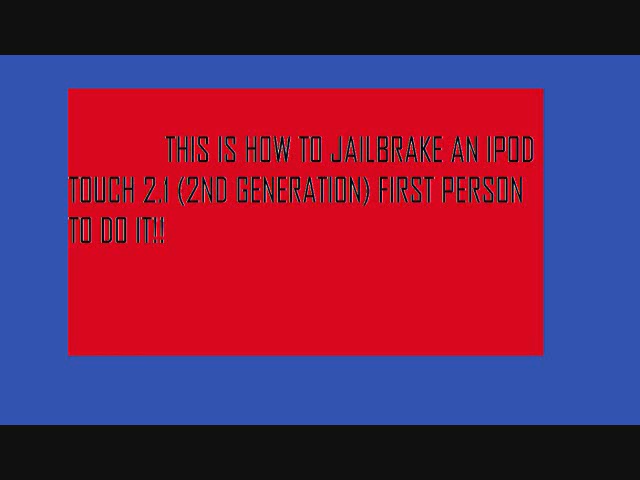 THIS IS HOW TO JAILBRAKE AN IPOD
TOUCH 2.1 (2ND GENERATION) FIRST PERSON
TO DO IT!!